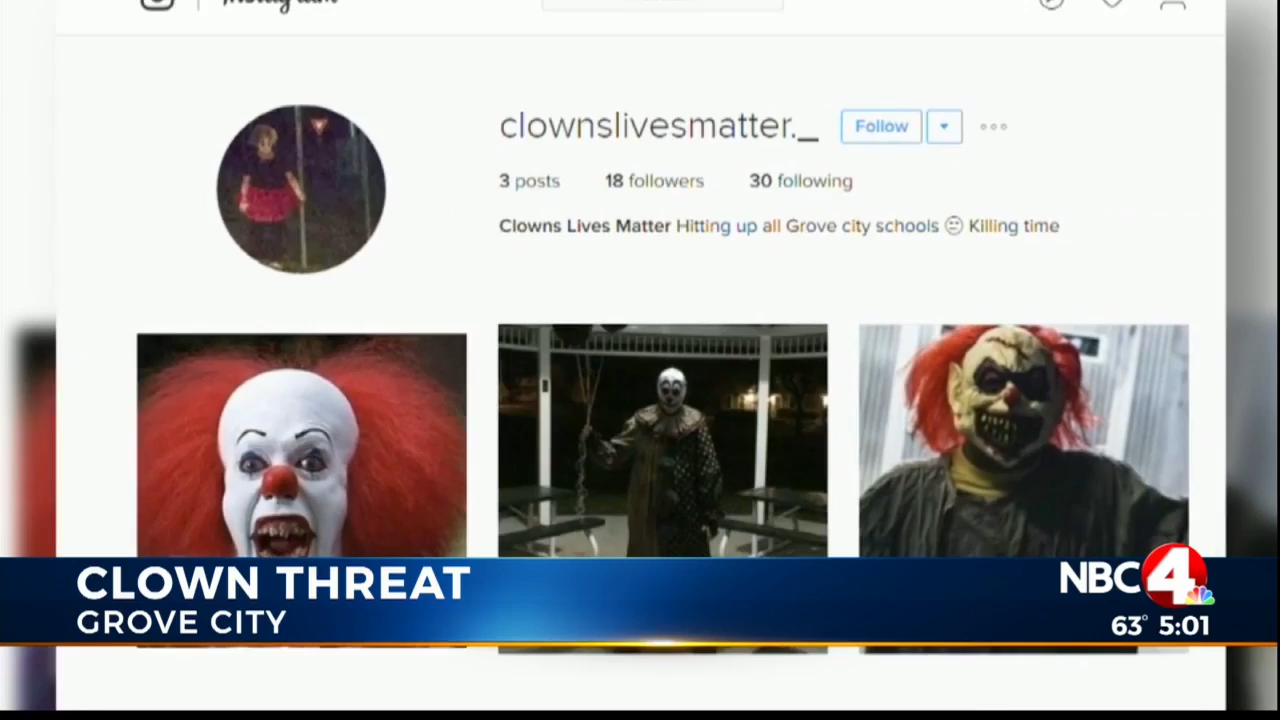 Instagram
clownslivesmatter._ Follow
3 posts 18 followers 30 following
Clowns Lives Matter Hitting up all Grove city schools 😒 Killing time
CLOWN THREAT
GROVE CITY
NBC 4
63° 5:01